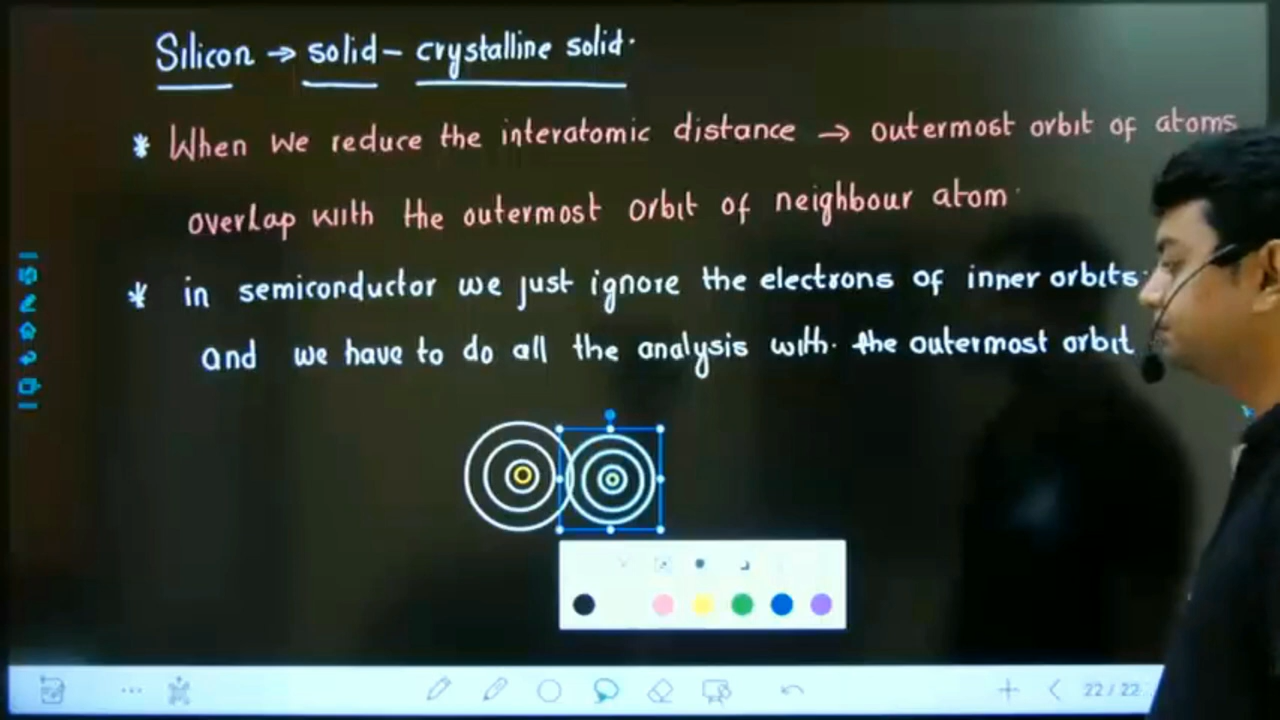 Silicon → solid - crystalline solid.
* When we reduce the interatomic distance → outermost orbit of atoms
overlap with the outermost orbit of neighbour atom.
* in semiconductor we just ignore the electrons of inner orbits.
and we have to do all the analysis with. the outermost orbit
22/22